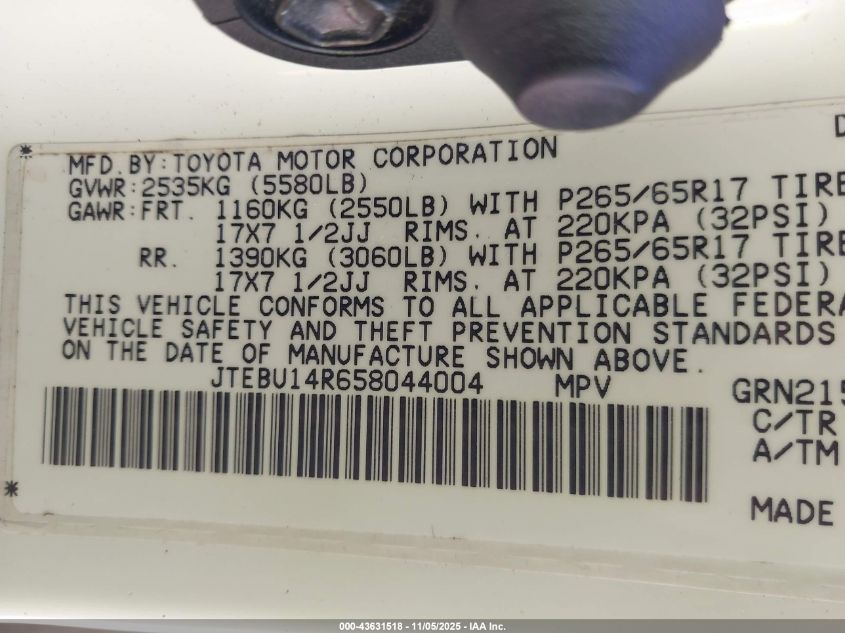 D
MFD. BY: TOYOTA MOTOR CORPORATION
GVWR: 2535KG (5580LB)
GAWR: FRT. 1160KG (2550LB) WITH P265/65R17 TIRE
17X7 1/2JJ RIMS. AT 220KPA (32PSI)
RR. 1390KG (3060LB) WITH P265/65R17 TIRE
17X7 1/2JJ RIMS. AT 220KPA (32PSI)
THIS VEHICLE CONFORMS TO ALL APPLICABLE FEDERA
VEHICLE SAFETY AND THEFT PREVENTION STANDARDS
ON THE DATE OF MANUFACTURE SHOWN ABOVE.
JTEBU14R658044004 MPV GRN215
C/TR
A/TM
MADE
000-43631518 - 11/05/2025 - IAA Inc.